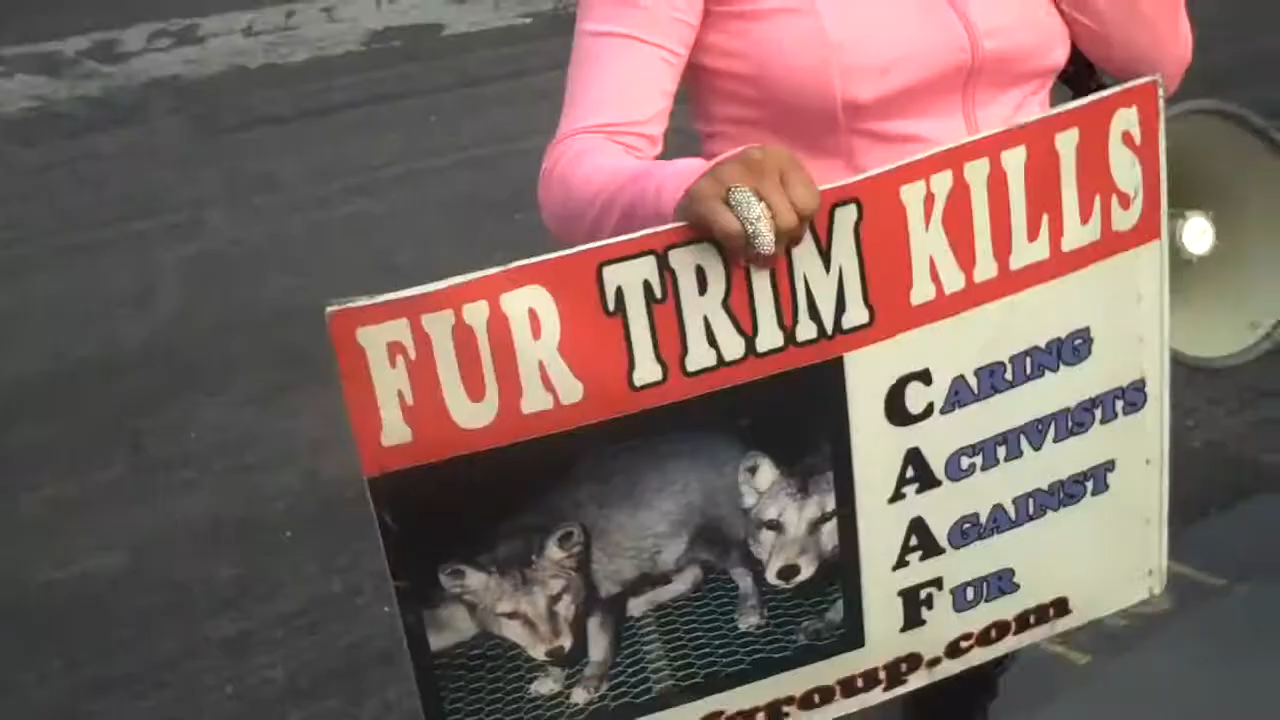 FUR TRIM KILLS
CARING
ACTIVISTS
AGAINST
FUR
group.com